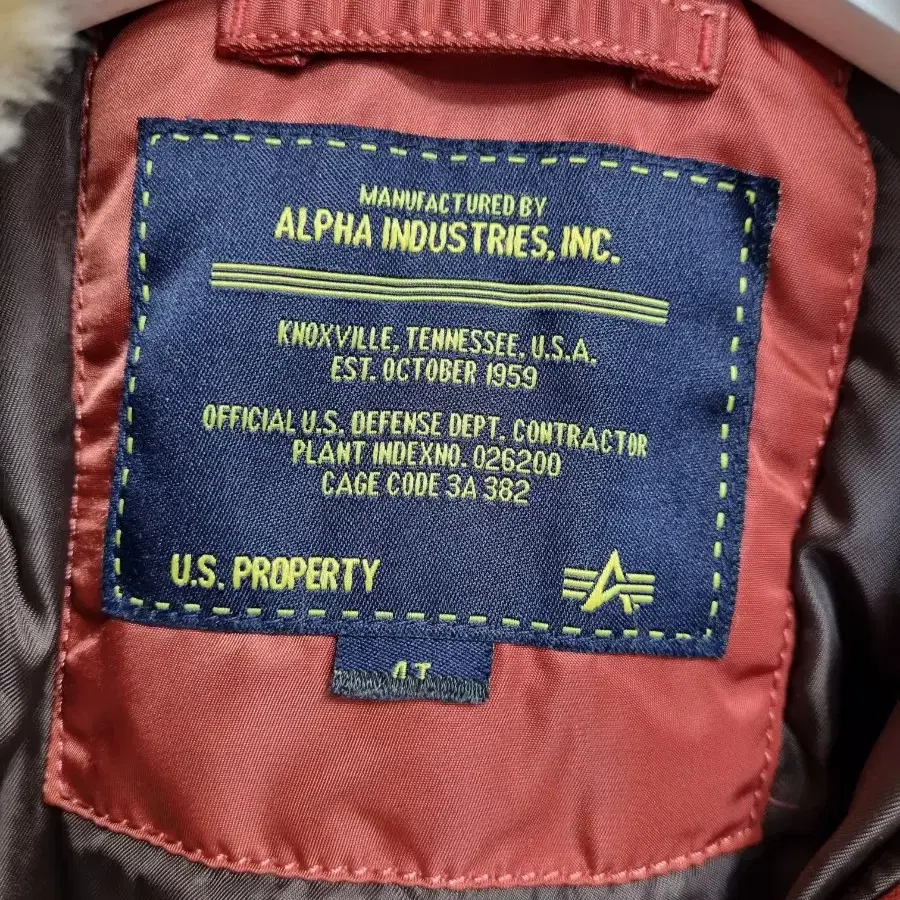 MANUFACTURED BY
ALPHA INDUSTRIES, INC.
KNOXVILLE, TENNESSEE, U.S.A.
EST. OCTOBER 1959
OFFICIAL U.S. DEFENSE DEPT. CONTRACTOR
PLANT INDEXNO. 026200
CAGE CODE 3A 382
U.S. PROPERTY
4T